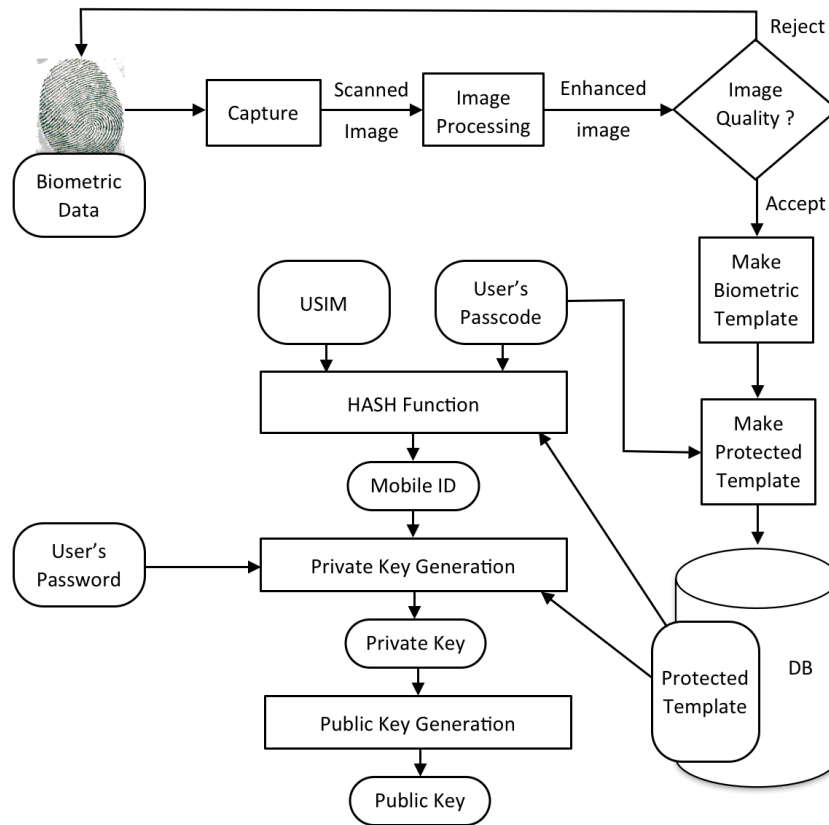 Reject
Capture
Scanned
Image
Image
Processing
Enhanced
image
Image
Quality ?
Biometric
Data
Accept
Make
Biometric
Template
USIM
User's
Passcode
HASH Function
Make
Protected
Template
Mobile ID
User's
Password
Private Key Generation
Private Key
Protected
Template
DB
Public Key Generation
Public Key